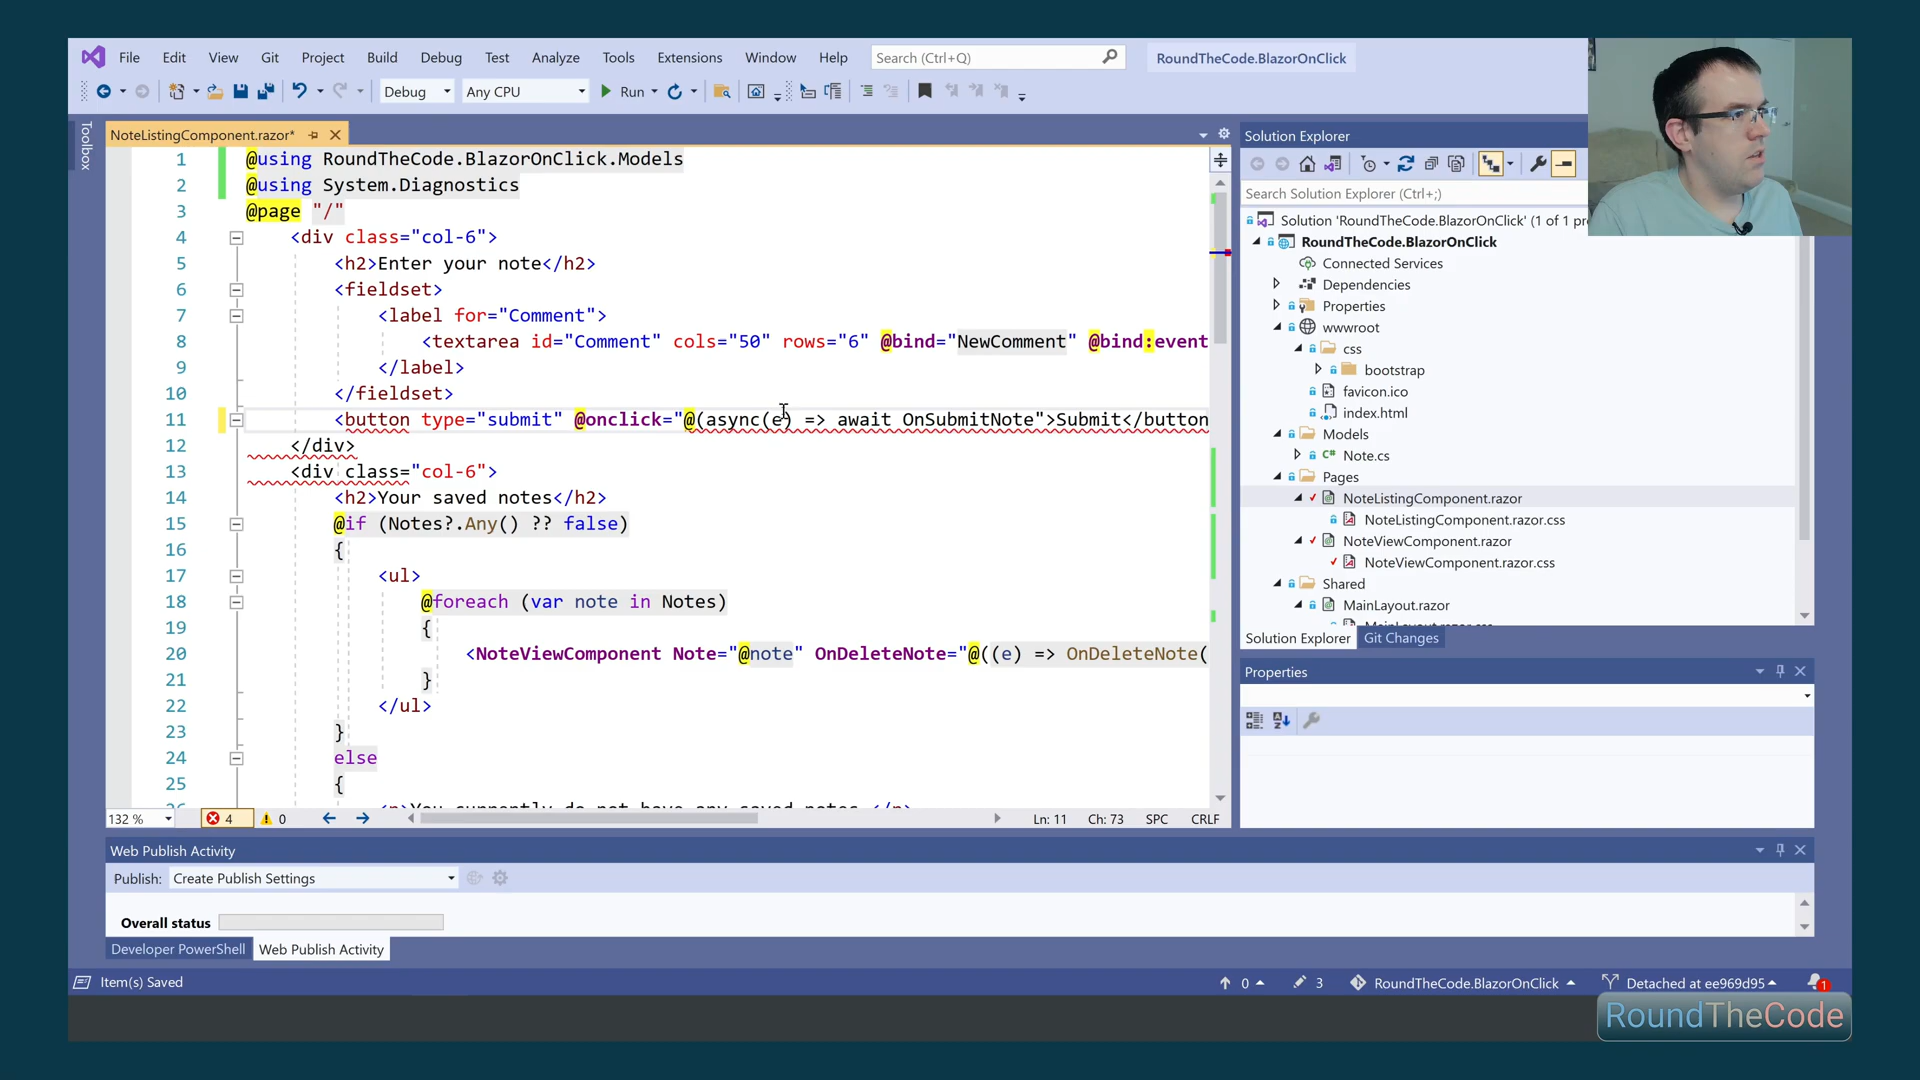 File Edit View Git Project Build Debug Test Analyze Tools Extensions Window Help Search (Ctrl+Q) RoundTheCode.BlazorOnClick
Debug Any CPU Run
Toolbox
NoteListingComponent.razor*
1 @using RoundTheCode.BlazorOnClick.Models
2 @using System.Diagnostics
3 @page "/"
4 <div class="col-6">
5 <h2>Enter your note</h2>
6 <fieldset>
7 <label for="Comment">
8 <textarea id="Comment" cols="50" rows="6" @bind="NewComment" @bind:event
9 </label>
10 </fieldset>
11 <button type="submit" @onclick="@(async(e) => await OnSubmitNote">Submit</button
12 </div>
13 <div class="col-6">
14 <h2>Your saved notes</h2>
15 @if (Notes?.Any() ?? false)
16 {
17 <ul>
18 @foreach (var note in Notes)
19 {
20 <NoteViewComponent Note="@note" OnDeleteNote="@((e) => OnDeleteNote(
21 }
22 </ul>
23 }
24 else
25 {
132 % 4 0 Ln: 11 Ch: 73 SPC CRLF
Solution Explorer
Search Solution Explorer (Ctrl+;)
Solution 'RoundTheCode.BlazorOnClick' (1 of 1 pr
RoundTheCode.BlazorOnClick
Connected Services
Dependencies
Properties
wwwroot
css
bootstrap
favicon.ico
index.html
Models
C# Note.cs
Pages
NoteListingComponent.razor
NoteListingComponent.razor.css
NoteViewComponent.razor
NoteViewComponent.razor.css
Shared
MainLayout.razor
Solution Explorer Git Changes
Properties
Web Publish Activity
Publish: Create Publish Settings
Overall status
Developer PowerShell Web Publish Activity
Item(s) Saved 0 3 RoundTheCode.BlazorOnClick Detached at ee969d95 1
RoundTheCode